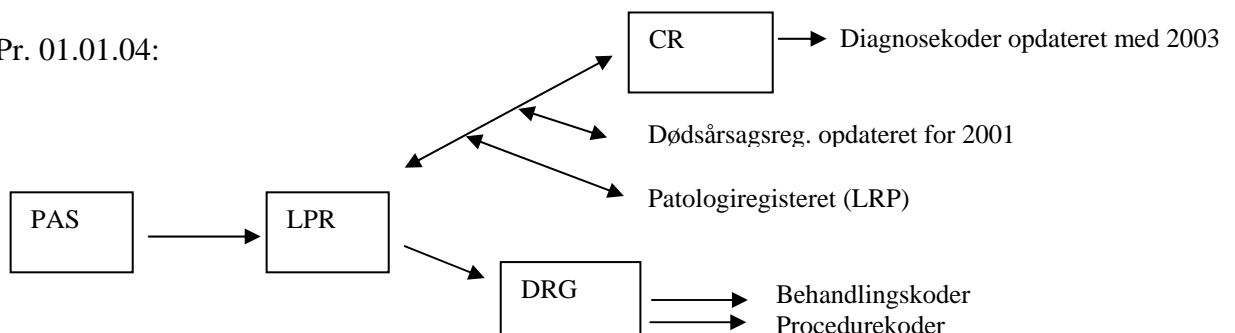 CR
Diagnosekoder opdateret med 2003
Pr. 01.01.04:
Dødsårsagsreg. opdateret for 2001
Patologiregisteret (LRP)
PAS
LPR
DRG
Behandlingskoder
Procedurekoder